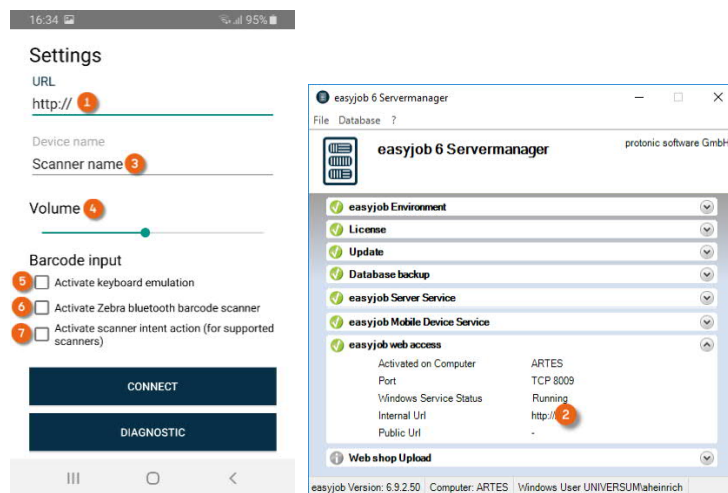 16:34 95%
Settings
URL
http:// 1
Device name
Scanner name 3
Volume 4
Barcode input
5 Activate keyboard emulation
6 Activate Zebra bluetooth barcode scanner
7 Activate scanner intent action (for supported
scanners)
CONNECT
DIAGNOSTIC
easyjob 6 Servermanager
File Database ?
easyjob 6 Servermanager
protonic software GmbH
easyjob Environment
License
Update
Database backup
easyjob Server Service
easyjob Mobile Device Service
easyjob web access
Activated on Computer ARTES
Port TCP 8009
Windows Service Status Running
Internal Url http:// 2
Public Url -
Web shop Upload
easyjob Version: 6.9.2.50 Computer: ARTES Windows User UNIVERSUM\aheinrich